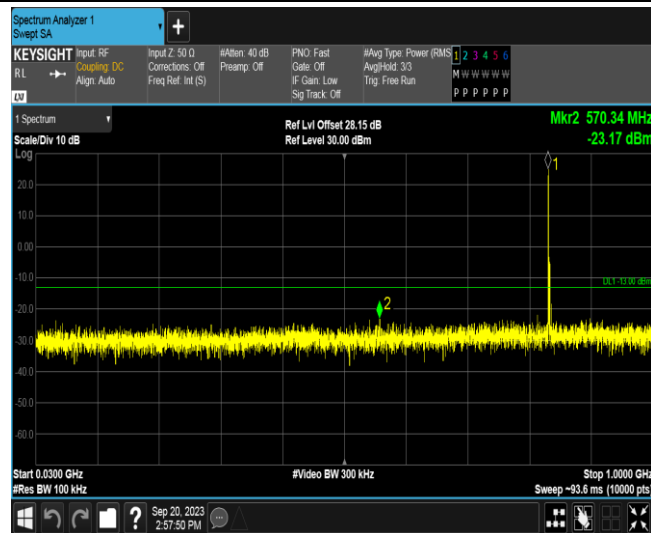 Spectrum Analyzer 1
Swept SA
+
KEYSIGHT
RL
LXI
Input: RF
Coupling: DC
Align: Auto
Input Z: 50 Ω
Corrections: Off
Freq Ref: Int (S)
#Atten: 40 dB
Preamp: Off
PNO: Fast
Gate: Off
IF Gain: Low
Sig Track: Off
#Avg Type: Power (RMS
Avg|Hold: 3/3
Trig: Free Run
1 2 3 4 5 6
M W W W W W
P P P P P P
1 Spectrum
Scale/Div 10 dB
Ref Lvl Offset 28.15 dB
Ref Level 30.00 dBm
Mkr2 570.34 MHz
-23.17 dBm
Log
1
20.0
10.0
0.00
-10.0
DL1 -13.00 dBm
2
-20.0
-30.0
-40.0
-50.0
-60.0
Start 0.0300 GHz
#Res BW 100 kHz
#Video BW 300 kHz
Stop 1.0000 GHz
Sweep ~93.6 ms (10000 pts)
?
Sep 20, 2023
2:57:50 PM